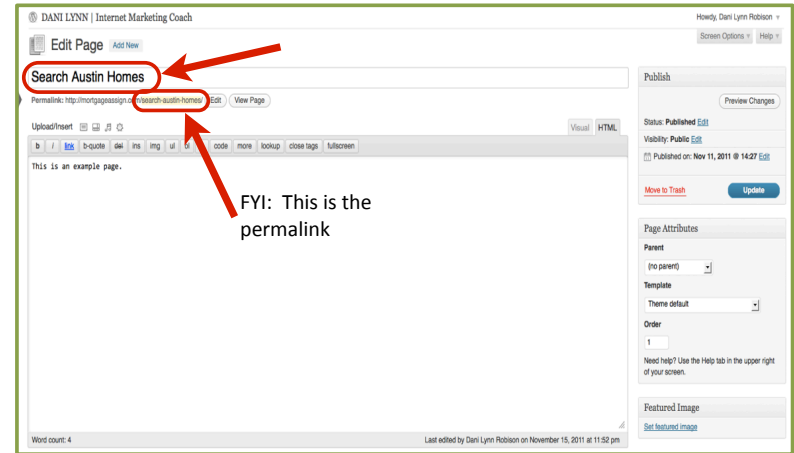 DANI LYNN | Internet Marketing Coach
Howdy, Dani Lynn Robison
Edit Page Add New
Screen Options Help
Search Austin Homes
Permalink: http://mortgageassign.com/search-austin-homes/ Edit View Page
Upload/Insert
Visual HTML
b i link b-quote del ins img ul ol code more lookup close tags fullscreen
This is an example page.
FYI: This is the
permalink
Word count: 4
Last edited by Dani Lynn Robison on November 15, 2011 at 11:52 pm
Publish
Preview Changes
Status: Published Edit
Visibility: Public Edit
Published on: Nov 11, 2011 @ 14:27 Edit
Move to Trash Update
Page Attributes
Parent
(no parent)
Template
Theme default
Order
1
Need help? Use the Help tab in the upper right
of your screen.
Featured Image
Set featured image